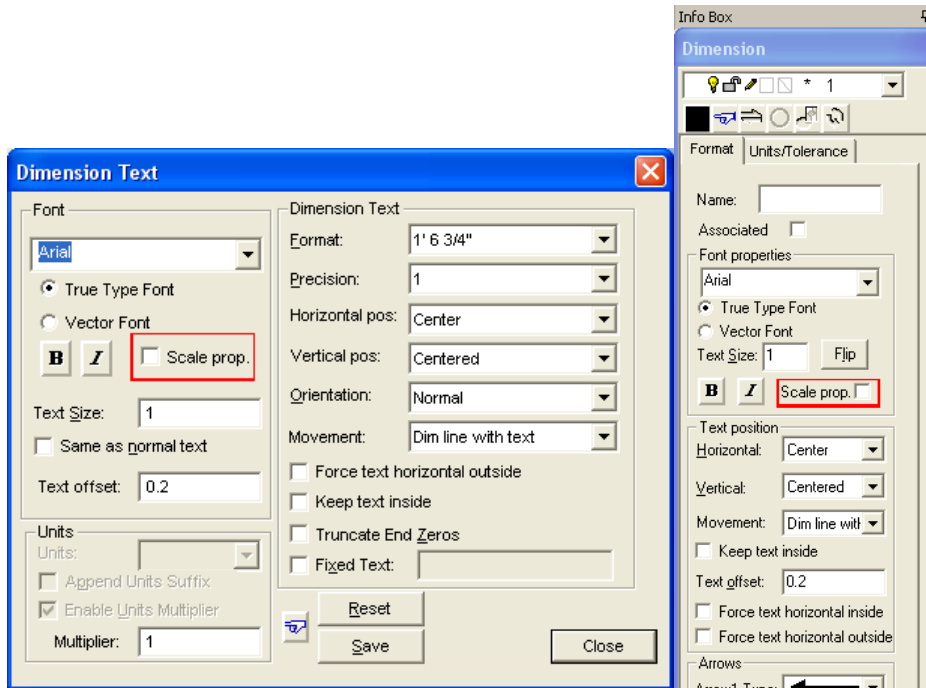 Info Box
Dimension
* 1
Format Units/Tolerance
Name:
Associated
Font properties
Arial
True Type Font
Vector Font
Text Size: 1 Flip
B I Scale prop.
Text position
Horizontal: Center
Vertical: Centered
Movement: Dim line with
Keep text inside
Text offset: 0.2
Force text horizontal inside
Force text horizontal outside
Arrows
Arrow1 Type:
Dimension Text
Font
Arial
True Type Font
Vector Font
B I Scale prop.
Text Size: 1
Same as normal text
Text offset: 0.2
Units
Units:
Append Units Suffix
Enable Units Multiplier
Multiplier: 1
Dimension Text
Format: 1' 6 3/4"
Precision: 1
Horizontal pos: Center
Vertical pos: Centered
Orientation: Normal
Movement: Dim line with text
Force text horizontal outside
Keep text inside
Truncate End Zeros
Fixed Text:
Reset
Save
Close